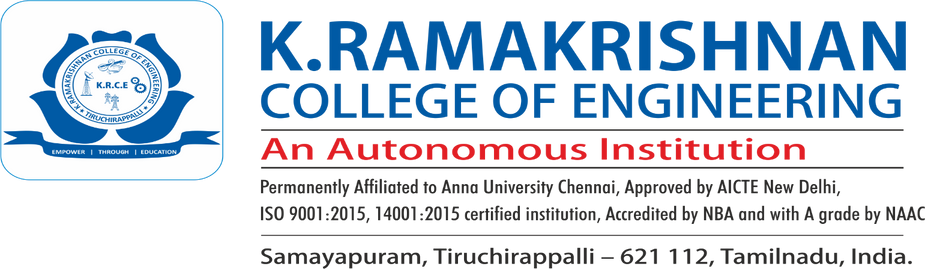 K.RAMAKRISHNAN COLLEGE OF ENGINEERING
K.R.C.E
* TIRUCHIRAPPALLI *
EMPOWER | THROUGH | EDUCATION
K.RAMAKRISHNAN
COLLEGE OF ENGINEERING
An Autonomous Institution
Permanently Affiliated to Anna University Chennai, Approved by AICTE New Delhi,
ISO 9001:2015, 14001:2015 certified institution, Accredited by NBA and with A grade by NAAC
Samayapuram, Tiruchirappalli – 621 112, Tamilnadu, India.